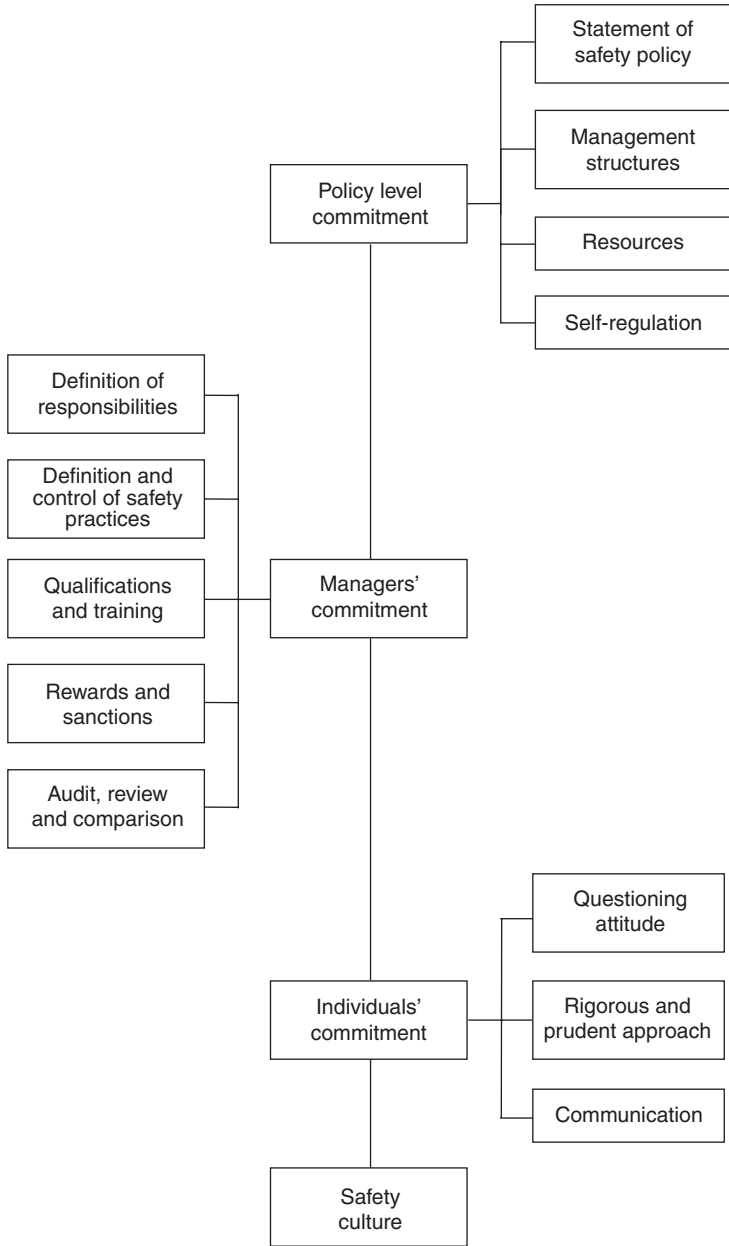 Statement of
safety policy
Management
structures
Policy level
commitment
Resources
Self-regulation
Definition of
responsibilities
Definition and
control of safety
practices
Qualifications
and training
Managers’
commitment
Rewards and
sanctions
Audit, review
and comparison
Questioning
attitude
Individuals’
commitment
Rigorous and
prudent approach
Communication
Safety
culture